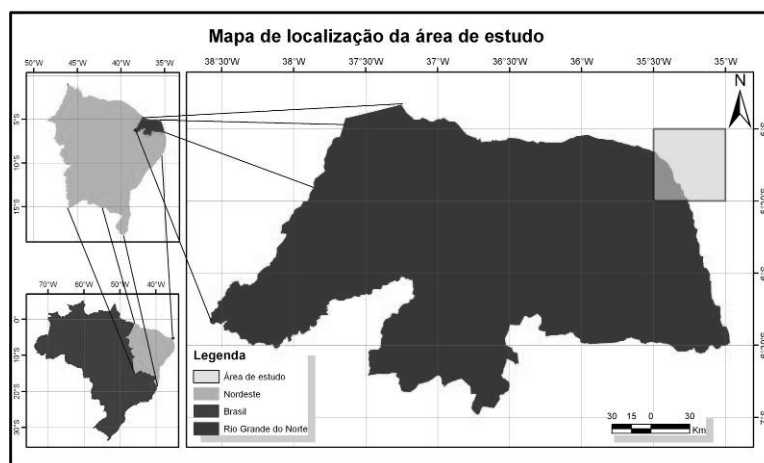 Mapa de localização da área de estudo
50°W 45°W 40°W 35°W
5°S
10°S
15°S
38°30'W 38°W 37°30'W 37°W 36°30'W 36°W 35°30'W 35°W
N
70°W 60°W 50°W 40°W
0°
10°S
20°S
30°S
Legenda
Área de estudo
Nordeste
Brasil
Rio Grande do Norte
30 15 0 30
Km